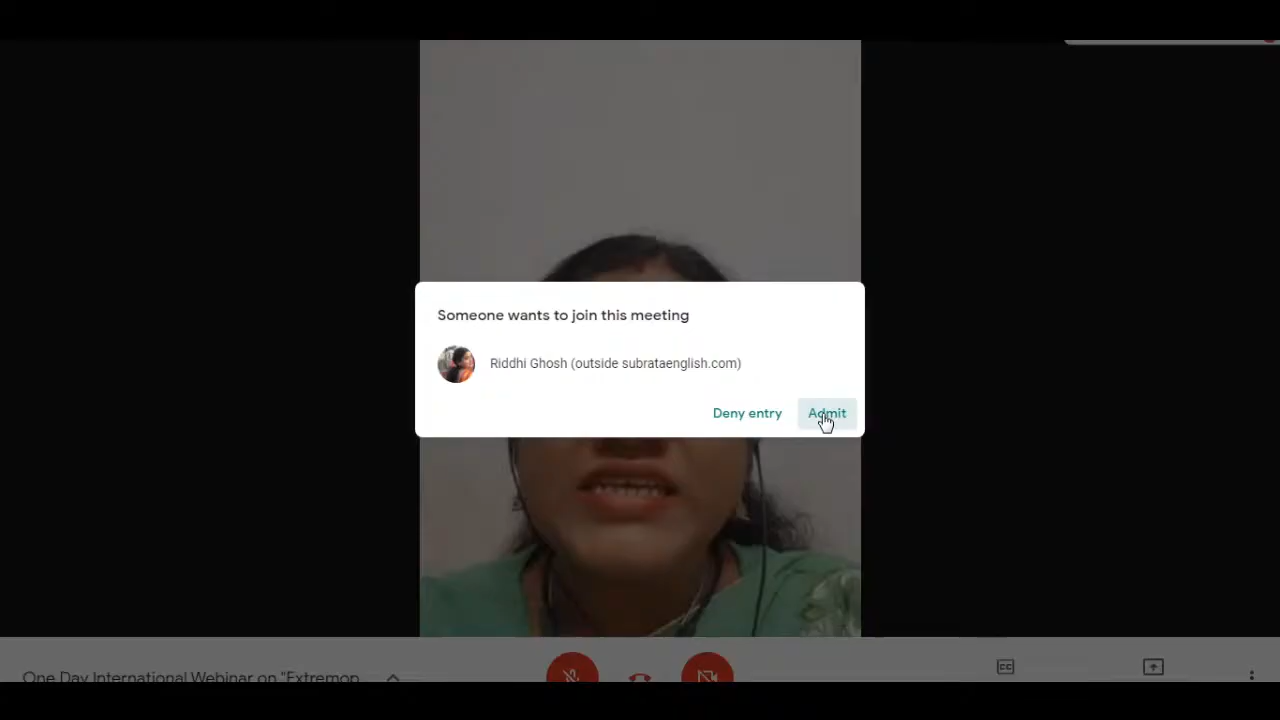 Someone wants to join this meeting
Riddhi Ghosh (outside subrataenglish.com)
Deny entry
Admit
CC
One Day International Webinar on "Extremop